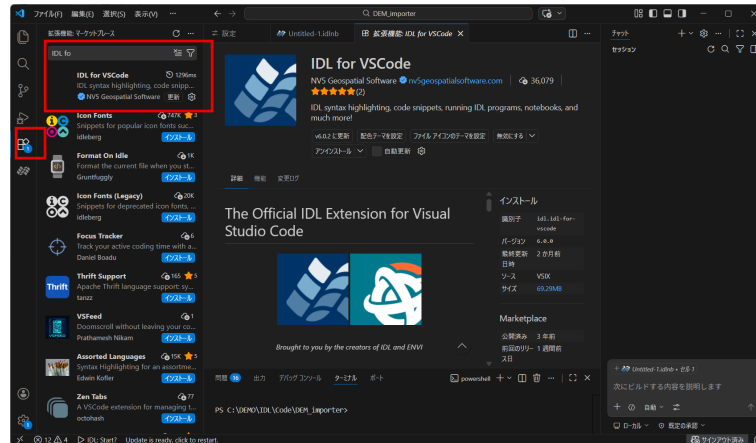 ファイル(F) 編集(E) 選択(S) 表示(V) ···
DEM_importer
拡張機能: マーケットプレース
IDL fo
IDL for VSCode 1296ms
IDL syntax highlighting, code snipp...
NV5 Geospatial Software 更新
Icon Fonts 747K 3
Snippets for popular icon fonts suc...
idleberg インストール
Format On Idle 1K
Format the current file when you st...
Gruntfuggly インストール
Icon Fonts (Legacy) 20K
Snippets for deprecated icon fonts, ...
idleberg インストール
Focus Tracker 6
Track your active coding time with a...
Daniel Boadu インストール
Thrift
Thrift Support 165 5
Apache Thrift language support: sy...
tanzz インストール
VSFeed 1
Doomscroll without leaving your co...
Prathamesh Nikam インストール
Assorted Languages 15K 5
Syntax Highlighting for an assortme...
Edwin Kofler インストール
Zen Tabs 77
A VSCode extension for managing t...
octohash インストール
設定
Untitled-1.idlnb
拡張機能: IDL for VSCode
IDL for VSCode
NV5 Geospatial Software nv5geospatialsoftware.com 36,079
(2)
IDL syntax highlighting, code snippets, running IDL programs, notebooks, and
much more!
v6.0.2 に更新 配色テーマを設定 ファイル アイコンのテーマを設定 無効にする
アンインストール 自動更新
詳細 機能 変更ログ
The Official IDL Extension for Visual
Studio Code
Brought to you by the creators of IDL and ENVI
インストール
識別子 idl.idl-for-
vscode
バージョン 6.0.0
最終更新 2 か月前
日時
ソース VSIX
サイズ 69.29MB
Marketplace
公開済み 3 年前
前回のリリー 1 週間前
ス日
問題 16 出力 デバッグ コンソール ターミナル ポート
powershell
PS C:\DEMO\IDL\Code\DEM_importer>
チャット
セッション
Untitled-1.idlnb • セル 1
次にビルドする内容を説明します
自動
ローカル 既定の承認
12 4 IDL: Start? Update is ready, click to restart.
サインアウト済み